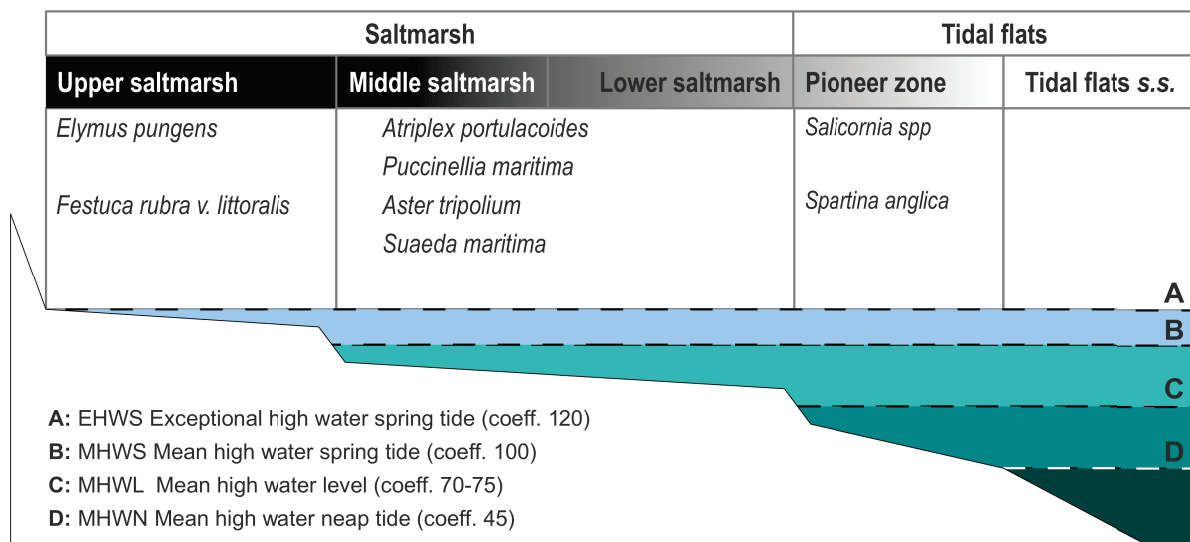 Saltmarsh
Tidal flats
Upper saltmarsh
Middle saltmarsh
Lower saltmarsh
Pioneer zone
Tidal flats s.s.
Elymus pungens
Festuca rubra v. littoralis
Atriplex portulacoides
Puccinellia maritima
Aster tripolium
Suaeda maritima
Salicornia spp
Spartina anglica
A
B
C
D
A: EHWS Exceptional high water spring tide (coeff. 120)
B: MHWS Mean high water spring tide (coeff. 100)
C: MHWL Mean high water level (coeff. 70-75)
D: MHWN Mean high water neap tide (coeff. 45)